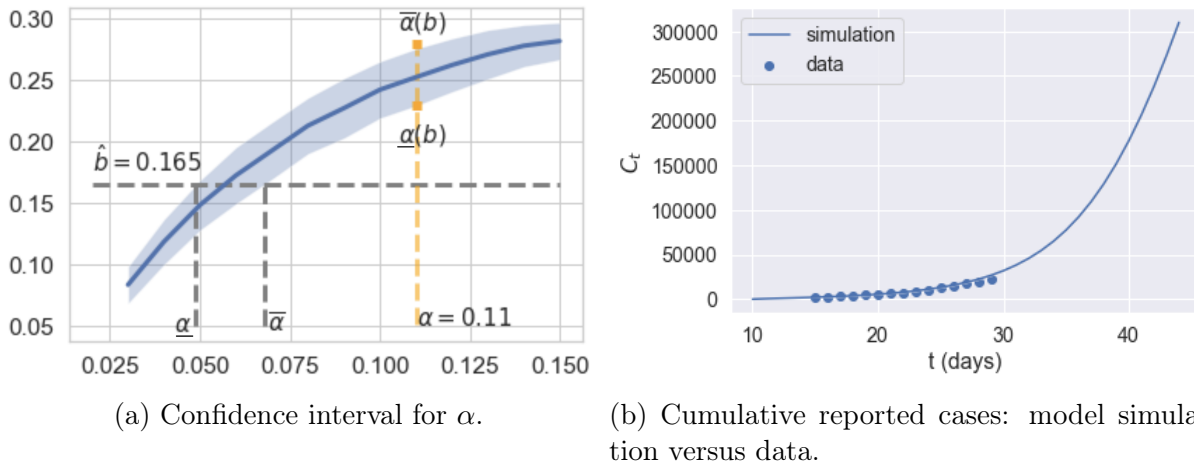 0.30
0.25
0.20
0.15
0.10
0.05
α̅(b)
α̲(b)
b̂ = 0.165
α̲
α̅
α = 0.11
0.025 0.050 0.075 0.100 0.125 0.150
(a) Confidence interval for α.
simulation
data
300000
250000
200000
150000
100000
50000
0
C_t
10 20 30 40
t (days)
(b) Cumulative reported cases: model simula
tion versus data.